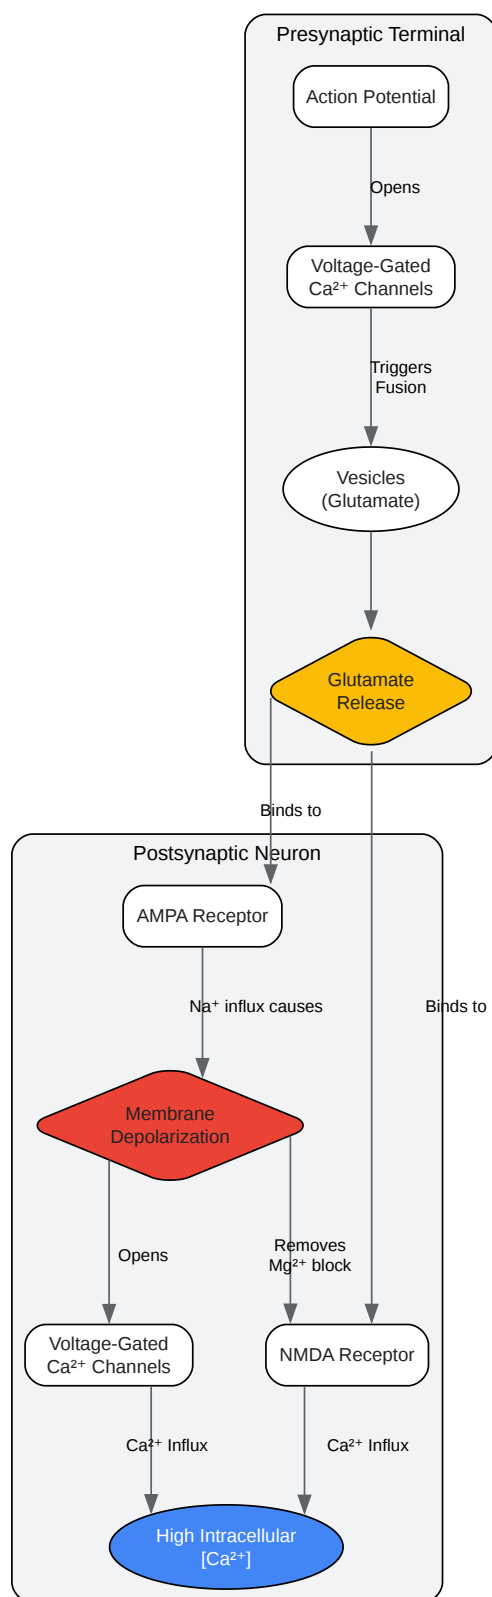 Presynaptic Terminal
Action Potential
Opens
Voltage-Gated
Ca²⁺ Channels
Triggers
Fusion
Vesicles
(Glutamate)
Glutamate
Release
Binds to
Postsynaptic Neuron
AMPA Receptor
Na⁺ influx causes
Binds to
Membrane
Depolarization
Opens
Removes
Mg²⁺ block
Voltage-Gated
Ca²⁺ Channels
NMDA Receptor
Ca²⁺ Influx
Ca²⁺ Influx
High Intracellular
[Ca²⁺]